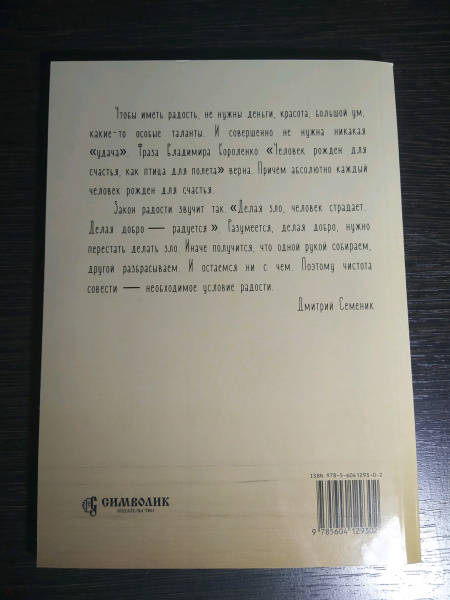 Чтобы иметь радость, не нужны деньги, красота, большой ум,
какие-то особые таланты. И совершенно не нужна никакая
«удача». Фраза Владимира Короленко «Человек рожден для
счастья, как птица для полета» верна. Причем абсолютно каждый
человек рожден для счастья.
Закон радости звучит так: «Делая зло, человек страдает.
Делая добро — радуется». Разумеется, делая добро, нужно
перестать делать зло. Иначе получится, что одной рукой собираем,
другой разбрасываем. И остаемся ни с чем. Поэтому чистота
совести — необходимое условие радости.
Дмитрий Семеник
ISBN 978-5-6041293-0-2
СИМВОЛИК
ИЗДАТЕЛЬСТВО
9 785604 129302